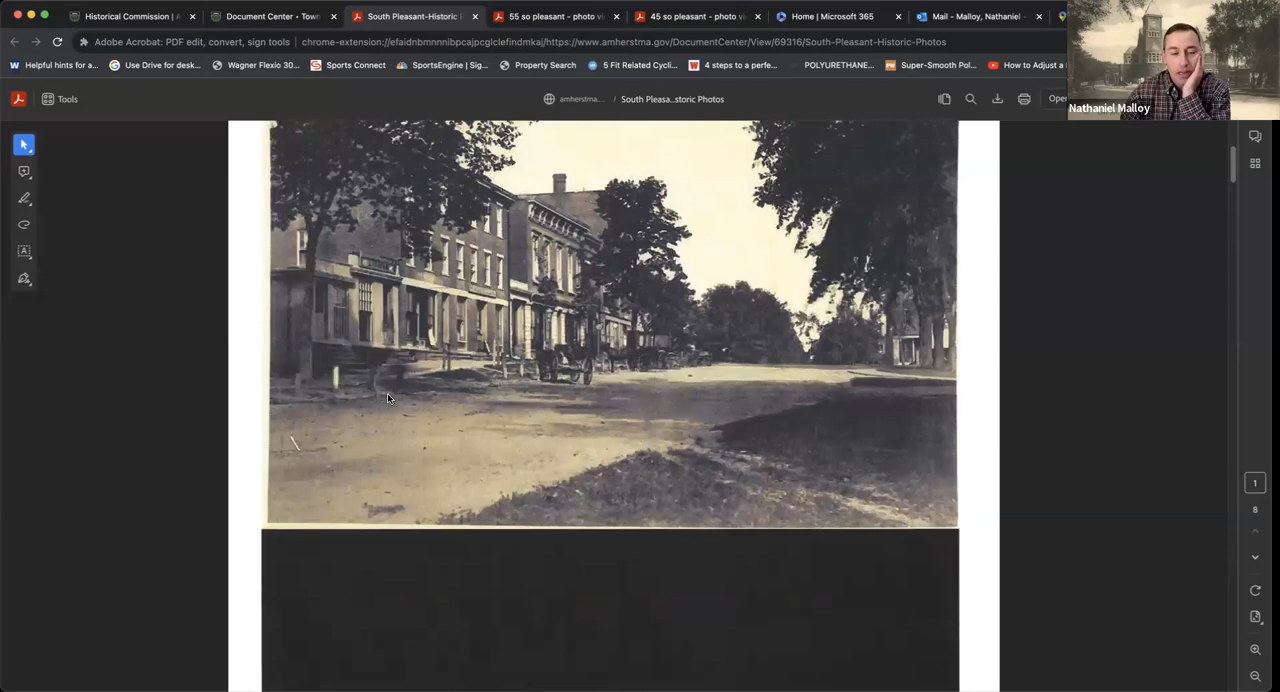 Historical Commission | A
Document Center • Town
South Pleasant-Historic P
55 so pleasant - photo vi
45 so pleasant - photo vi
Home | Microsoft 365
Mail - Malloy, Nathaniel -
Adobe Acrobat: PDF edit, convert, sign tools | chrome-extension://efaidnbmnnnibpcajpcglclefindmkaj/https://www.amherstma.gov/DocumentCenter/View/69316/South-Pleasant-Historic-Photos
Helpful hints for a...
Use Drive for desk...
Wagner Flexio 30...
Sports Connect
SportsEngine | Sig...
Property Search
5 Fit Related Cycli...
4 steps to a perfe...
POLYURETHANE...
Super-Smooth Pol...
How to Adjust a
Tools
amherstma...
/ South Pleasa...storic Photos
Ope
Nathaniel Malloy
1
8